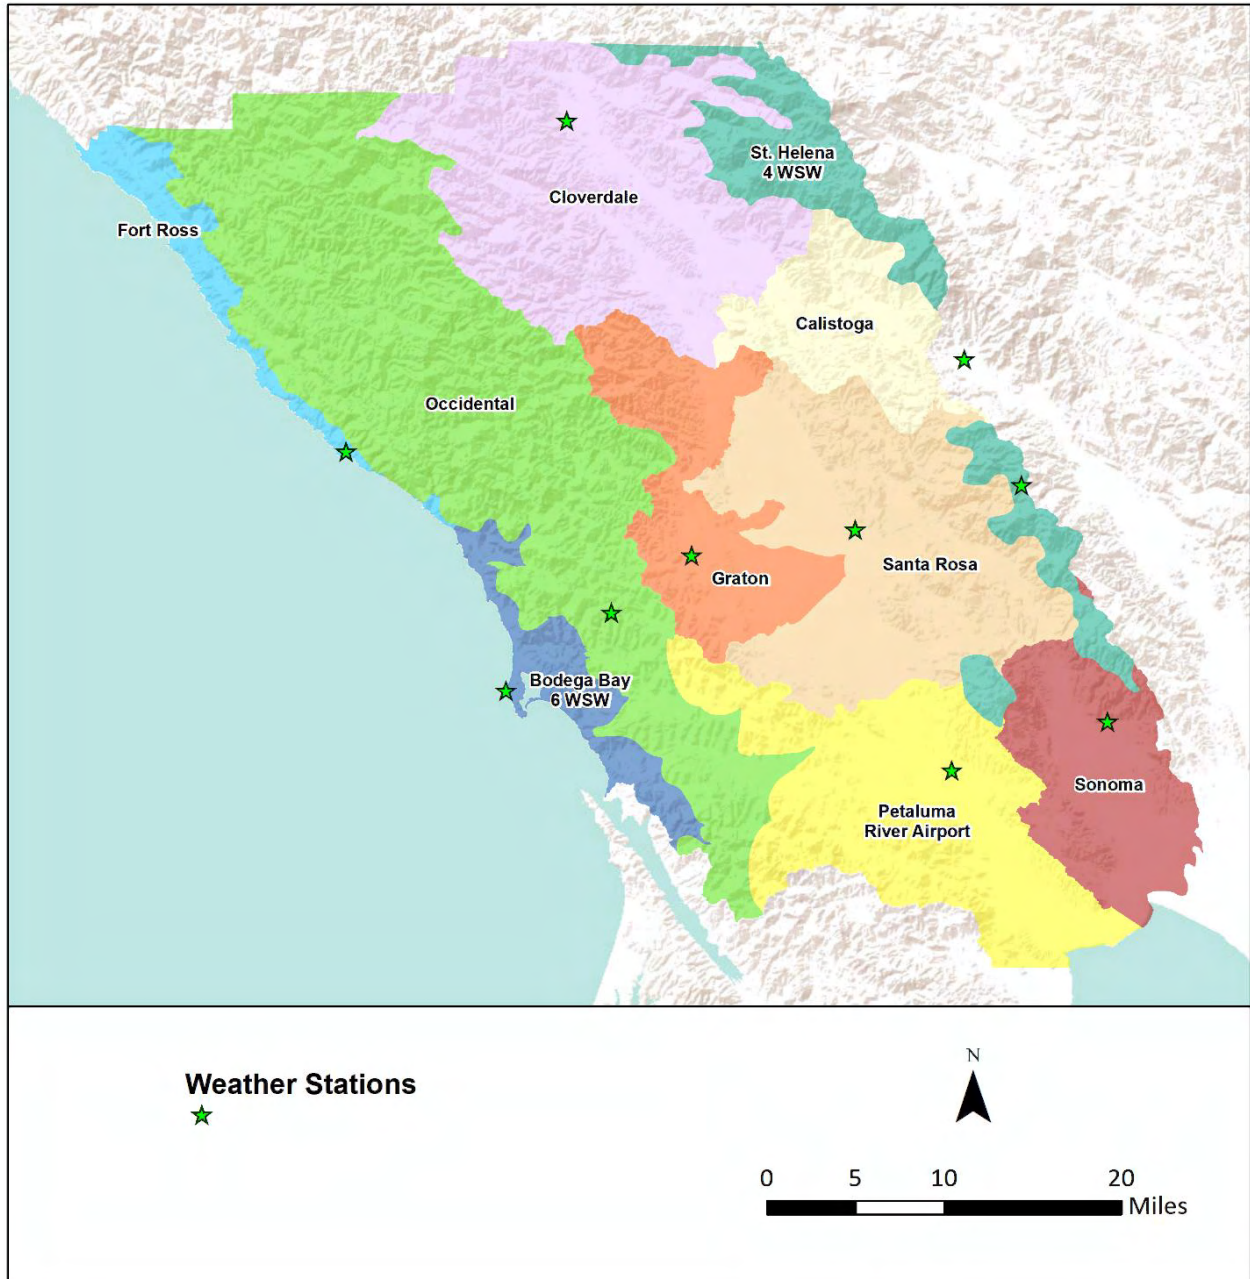 St. Helena
4 WSW
Cloverdale
Fort Ross
Calistoga
Occidental
Santa Rosa
Graton
Bodega Bay
6 WSW
Sonoma
Petaluma
River Airport
Weather Stations
N
0 5 10 20
Miles